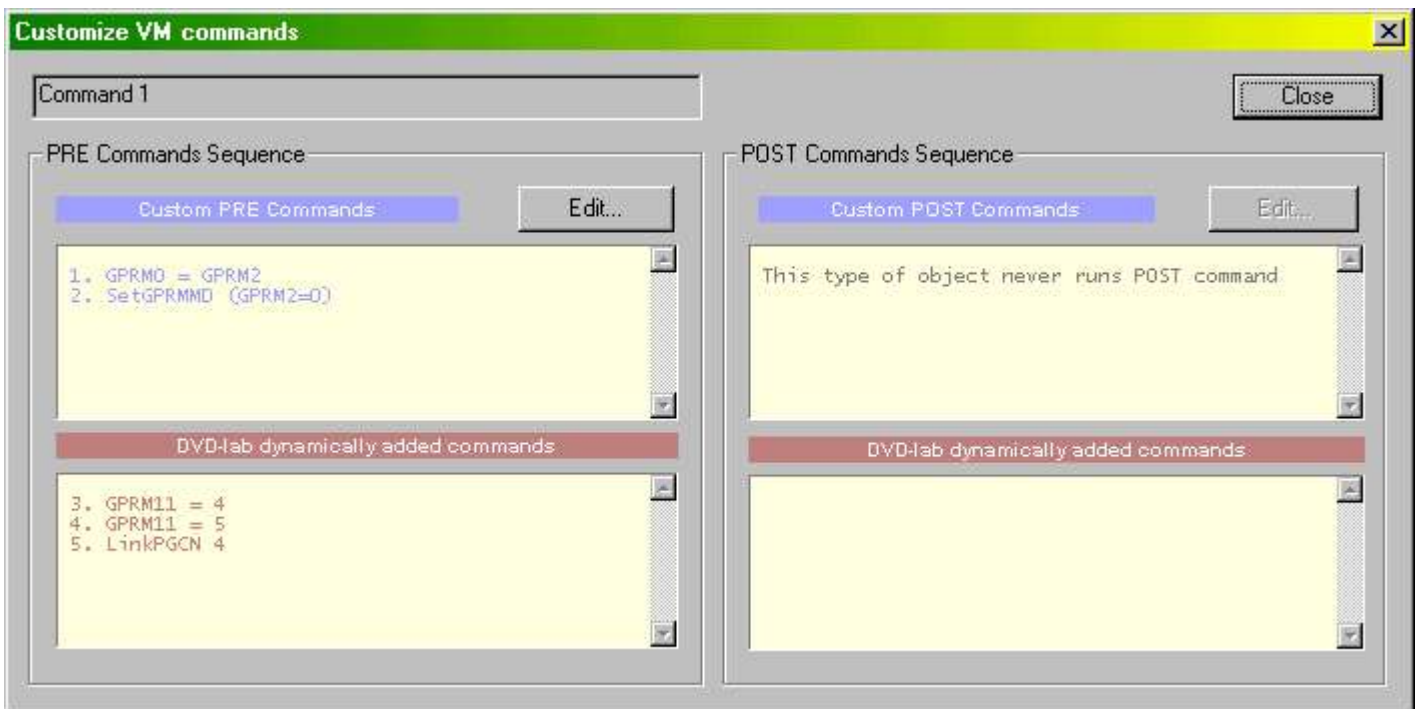 Customize VM commands
Command 1
Close
PRE Commands Sequence
Custom PRE Commands
Edit...
1. GPRM0 = GPRM2
2. SetGPRMMD (GPRM2=0)
DVD-lab dynamically added commands
3. GPRM11 = 4
4. GPRM11 = 5
5. LinkPGCN 4
POST Commands Sequence
Custom POST Commands
Edit...
This type of object never runs POST command
DVD-lab dynamically added commands